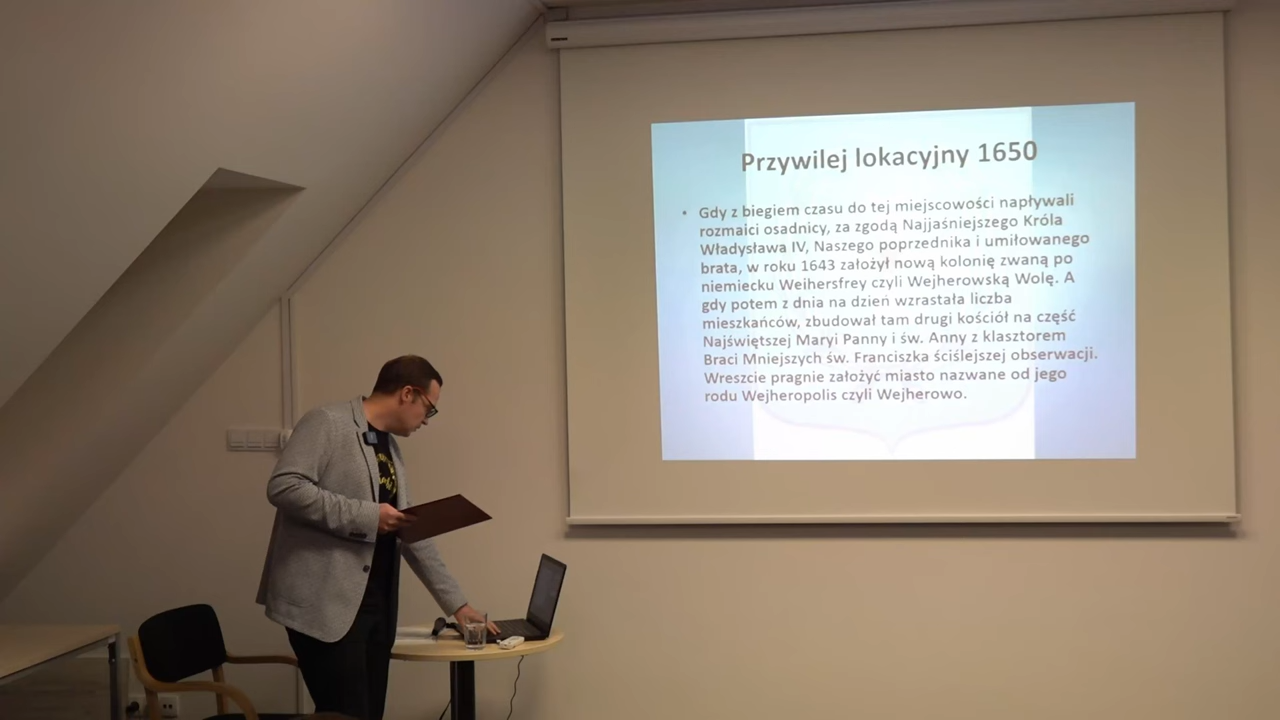 Przywilej lokacyjny 1650
• Gdy z biegiem czasu do tej miejscowości napływali
rozmaici osadnicy, za zgodą Najjaśniejszego Króla
Władysława IV, Naszego poprzednika i umiłowanego
brata, w roku 1643 założył nową kolonię zwaną po
niemiecku Weihersfrey czyli Wejherowską Wolę. A
gdy potem z dnia na dzień wzrastała liczba
mieszkańców, zbudował tam drugi kościół na część
Najświętszej Maryi Panny i św. Anny z klasztorem
Braci Mniejszych św. Franciszka ściślejszej obserwacji.
Wreszcie pragnie założyć miasto nazwane od jego
rodu Wejheropolis czyli Wejherowo.